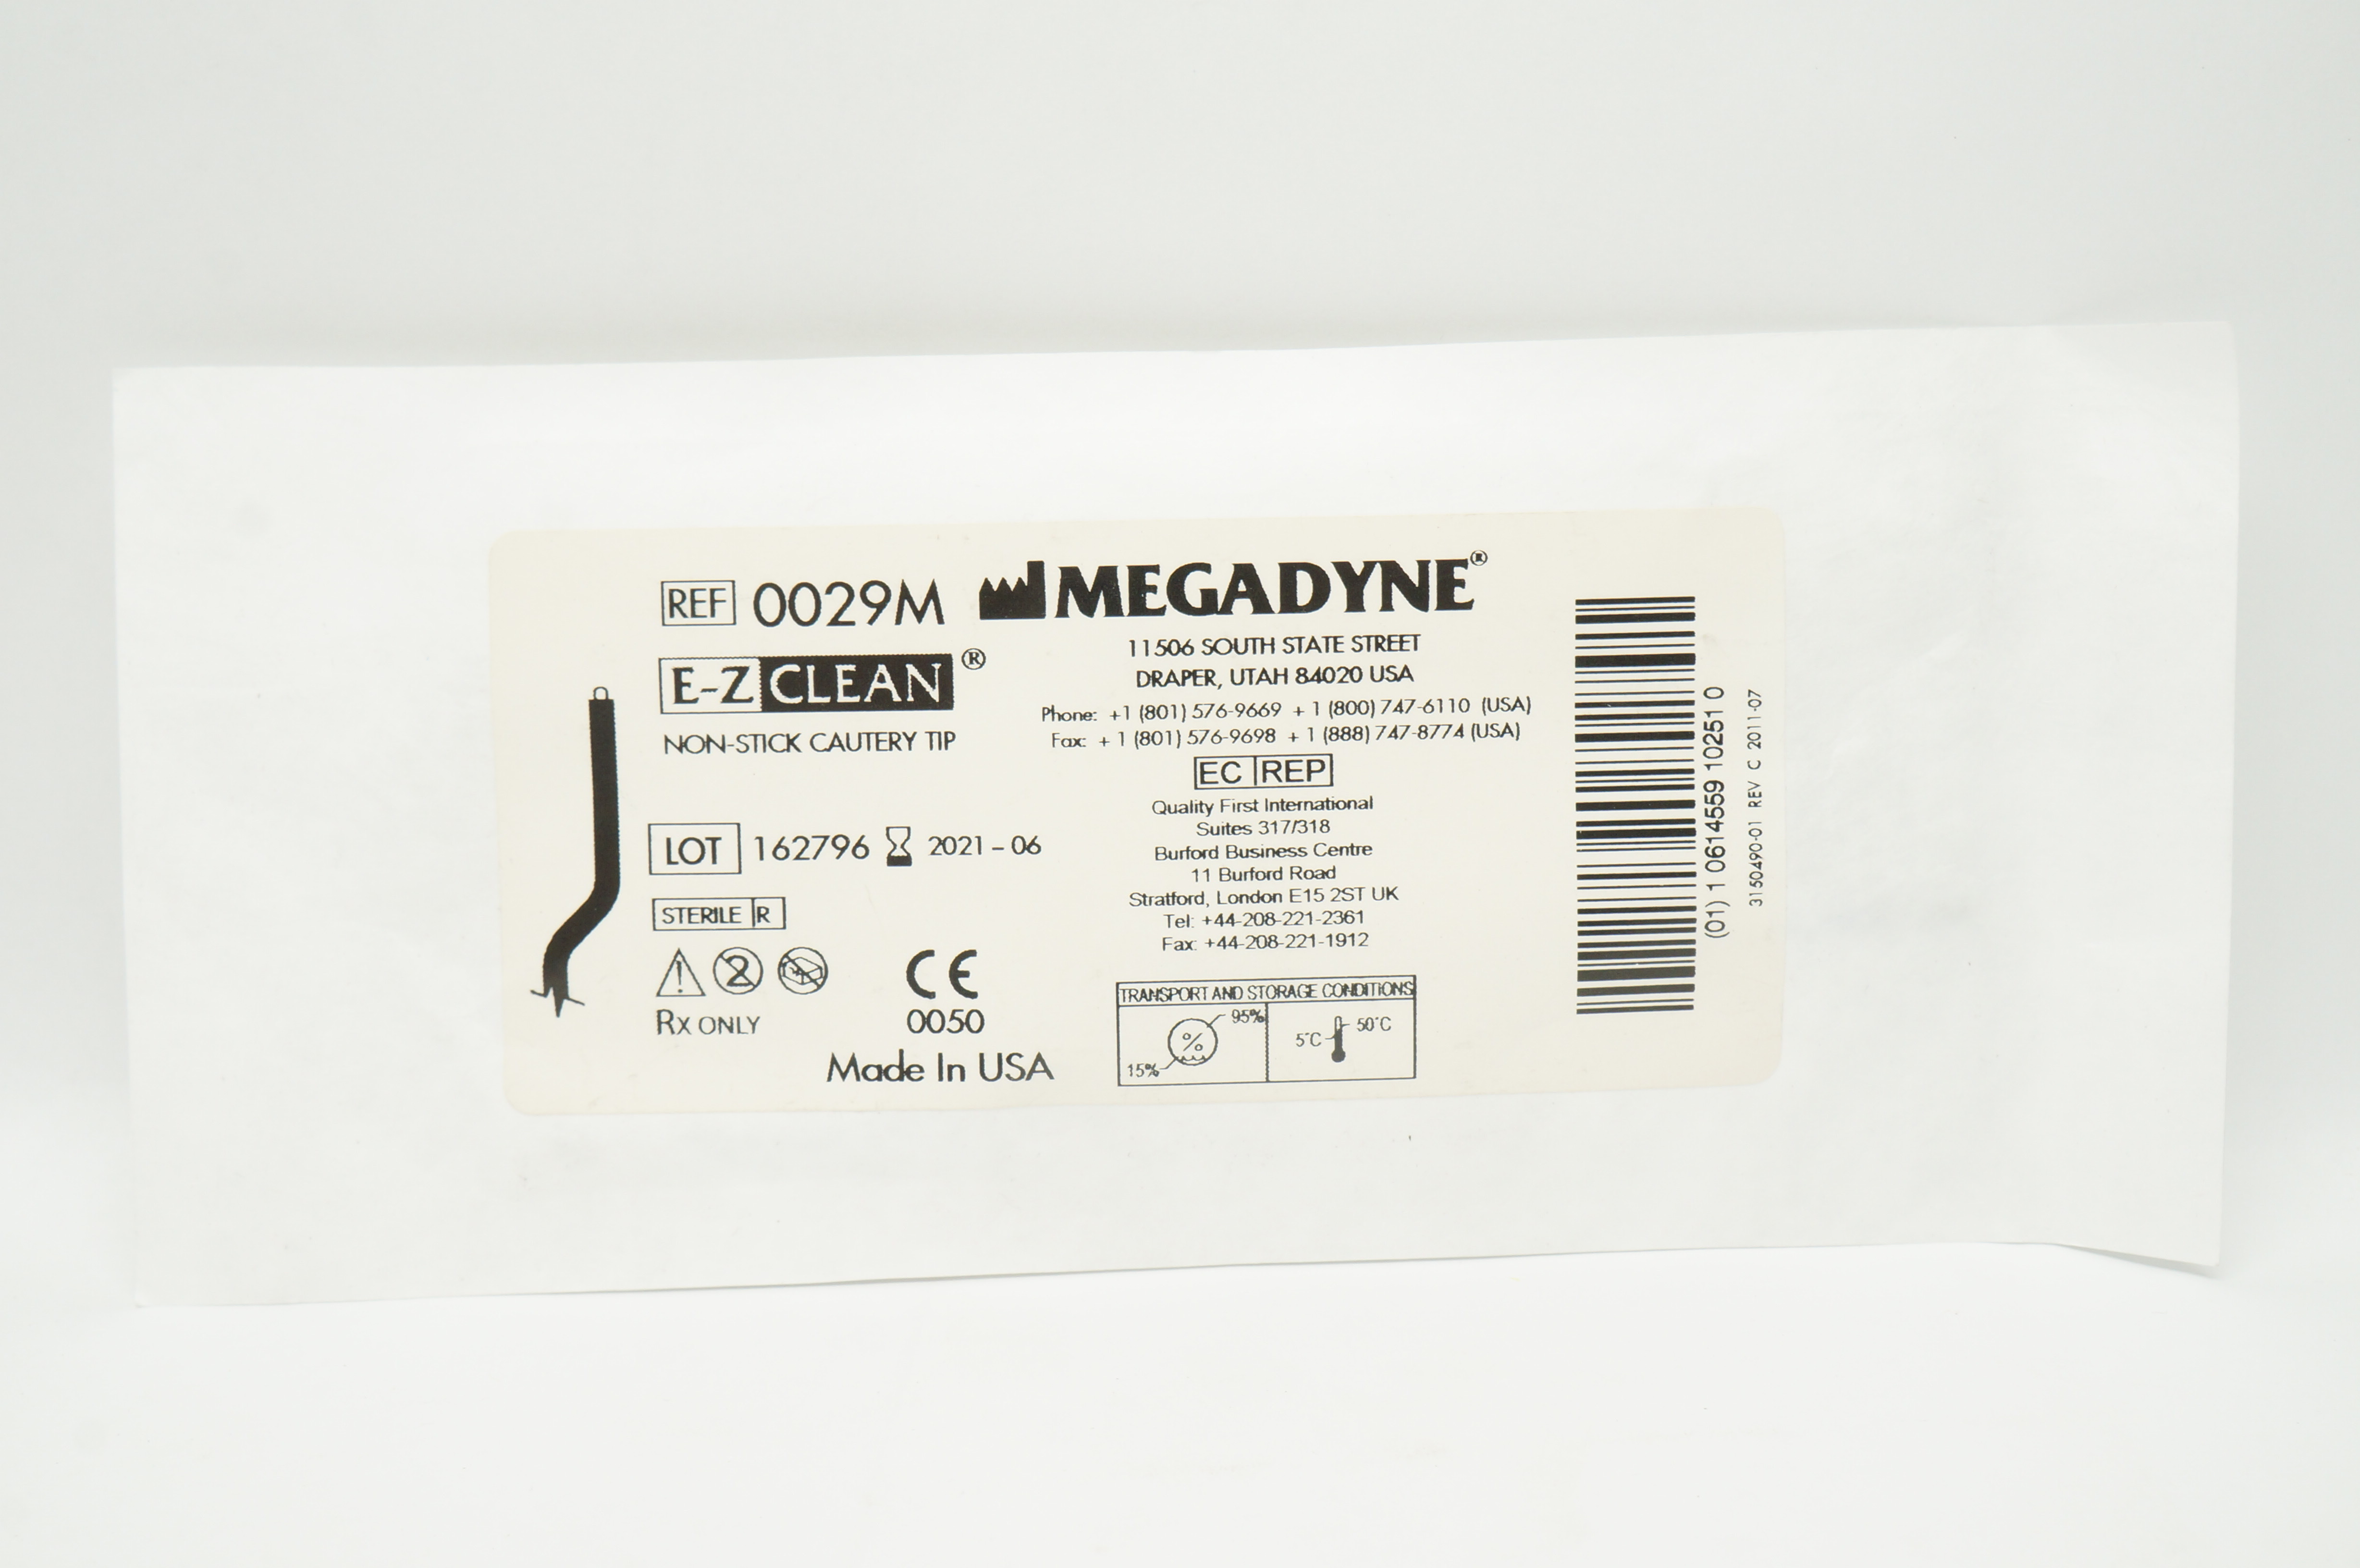 REF 0029M
E-Z CLEAN®
NON-STICK CAUTERY TIP
LOT 162796 2021-06
STERILE R
2
RX ONLY
CE
0050
Made In USA
MEGADYNE®
11506 SOUTH STATE STREET
DRAPER, UTAH 84020 USA
Phone: +1 (801) 576-9669 +1 (800) 747-6110 (USA)
Fax: +1 (801) 576-9698 +1 (888) 747-8774 (USA)
EC REP
Quality First International
Suites 317/318
Burford Business Centre
11 Burford Road
Stratford, London E15 2ST UK
Tel: +44-208-221-2361
Fax: +44-208-221-1912
TRANSPORT AND STORAGE CONDITIONS
95%
%
15%
50°C
5°C
(01) 1 0614559 10251 0
3150490-01 REV C 2011-07